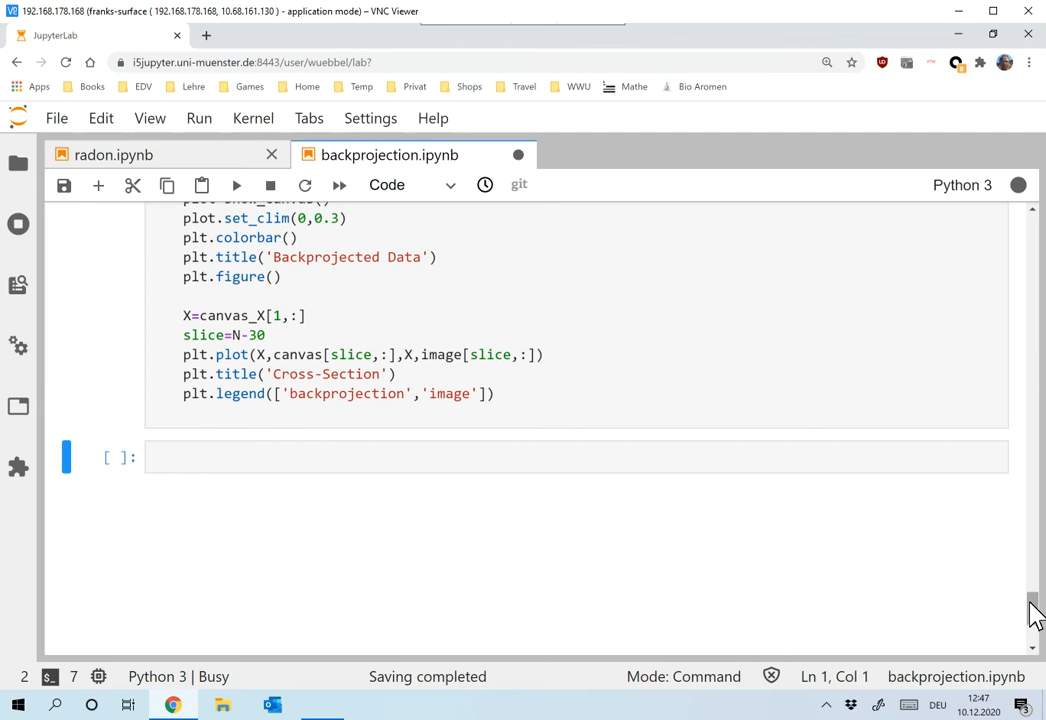 192.168.178.168 (franks-surface ( 192.168.178.168, 10.68.161.130 ) - application mode) – VNC Viewer
JupyterLab
i5jupyter.uni-muenster.de:8443/user/wuebbel/lab?
Apps Books EDV Lehre Games Home Temp Privat Shops Travel WWU Mathe Bio Aromen
File Edit View Run Kernel Tabs Settings Help
radon.ipynb backprojection.ipynb
Code git Python 3
plot.set_clim(0,0.3)
plt.colorbar()
plt.title('Backprojected Data')
plt.figure()
X=canvas_X[1,:]
slice=N-30
plt.plot(X,canvas[slice,:],X,image[slice,:])
plt.title('Cross-Section')
plt.legend(['backprojection','image'])
[ ]:
2 7 Python 3 | Busy Saving completed Mode: Command Ln 1, Col 1 backprojection.ipynb
DEU 12:47
10.12.2020 3